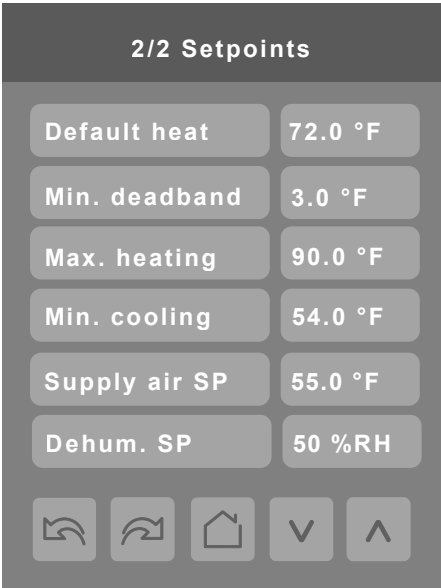 2/2 Setpoints
Default heat 72.0 °F
Min. deadband 3.0 °F
Max. heating 90.0 °F
Min. cooling 54.0 °F
Supply air SP 55.0 °F
Dehum. SP 50 %RH